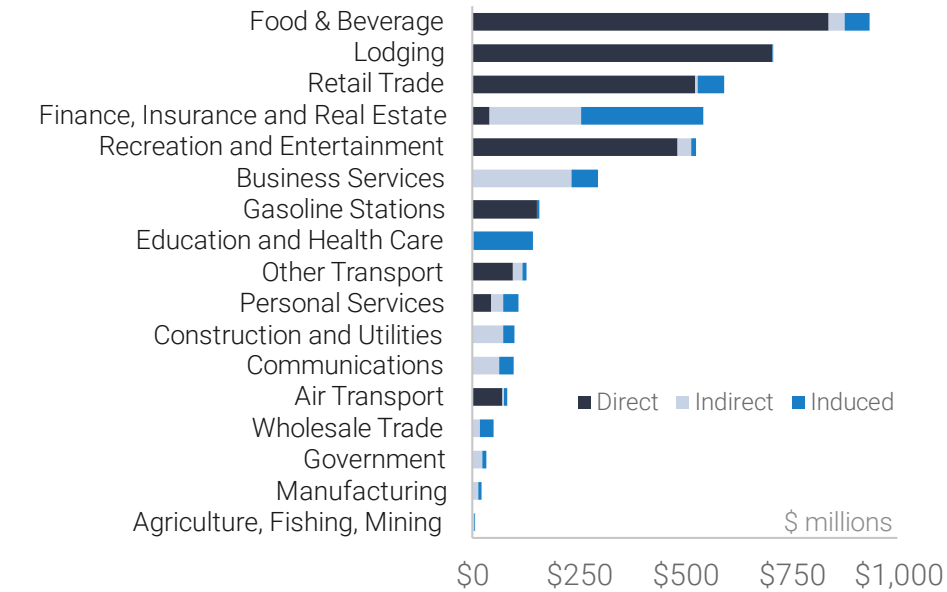 Food & Beverage
Lodging
Retail Trade
Finance, Insurance and Real Estate
Recreation and Entertainment
Business Services
Gasoline Stations
Education and Health Care
Other Transport
Personal Services
Construction and Utilities
Communications
Air Transport
Direct Indirect Induced
Wholesale Trade
Government
Manufacturing
Agriculture, Fishing, Mining
$ millions
$0 $250 $500 $750 $1,000